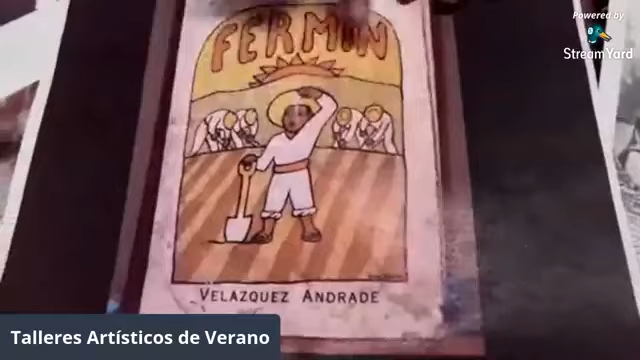 Powered by
StreamYard
FERMIN
VELAZQUEZ ANDRADE
Talleres Artísticos de Verano